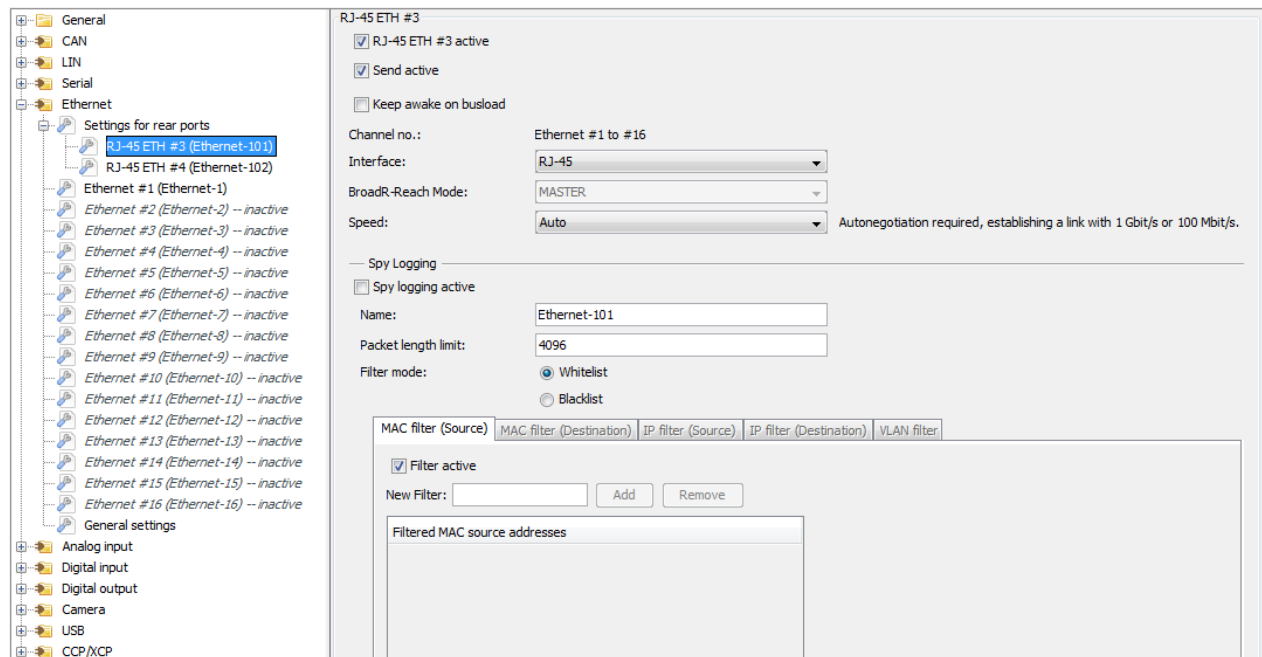 General
CAN
LIN
Serial
Ethernet
Settings for rear ports
RJ-45 ETH #3 (Ethernet-101)
RJ-45 ETH #4 (Ethernet-102)
Ethernet #1 (Ethernet-1)
Ethernet #2 (Ethernet-2) -- inactive
Ethernet #3 (Ethernet-3) -- inactive
Ethernet #4 (Ethernet-4) -- inactive
Ethernet #5 (Ethernet-5) -- inactive
Ethernet #6 (Ethernet-6) -- inactive
Ethernet #7 (Ethernet-7) -- inactive
Ethernet #8 (Ethernet-8) -- inactive
Ethernet #9 (Ethernet-9) -- inactive
Ethernet #10 (Ethernet-10) -- inactive
Ethernet #11 (Ethernet-11) -- inactive
Ethernet #12 (Ethernet-12) -- inactive
Ethernet #13 (Ethernet-13) -- inactive
Ethernet #14 (Ethernet-14) -- inactive
Ethernet #15 (Ethernet-15) -- inactive
Ethernet #16 (Ethernet-16) -- inactive
General settings
Analog input
Digital input
Digital output
Camera
USB
CCP/XCP
RJ-45 ETH #3
RJ-45 ETH #3 active
Send active
Keep awake on busload
Channel no.: Ethernet #1 to #16
Interface: RJ-45
BroadR-Reach Mode: MASTER
Speed: Auto Autonegotiation required, establishing a link with 1 Gbit/s or 100 Mbit/s.
Spy Logging
Spy logging active
Name: Ethernet-101
Packet length limit: 4096
Filter mode: Whitelist
Blacklist
MAC filter (Source) MAC filter (Destination) IP filter (Source) IP filter (Destination) VLAN filter
Filter active
New Filter: Add Remove
Filtered MAC source addresses